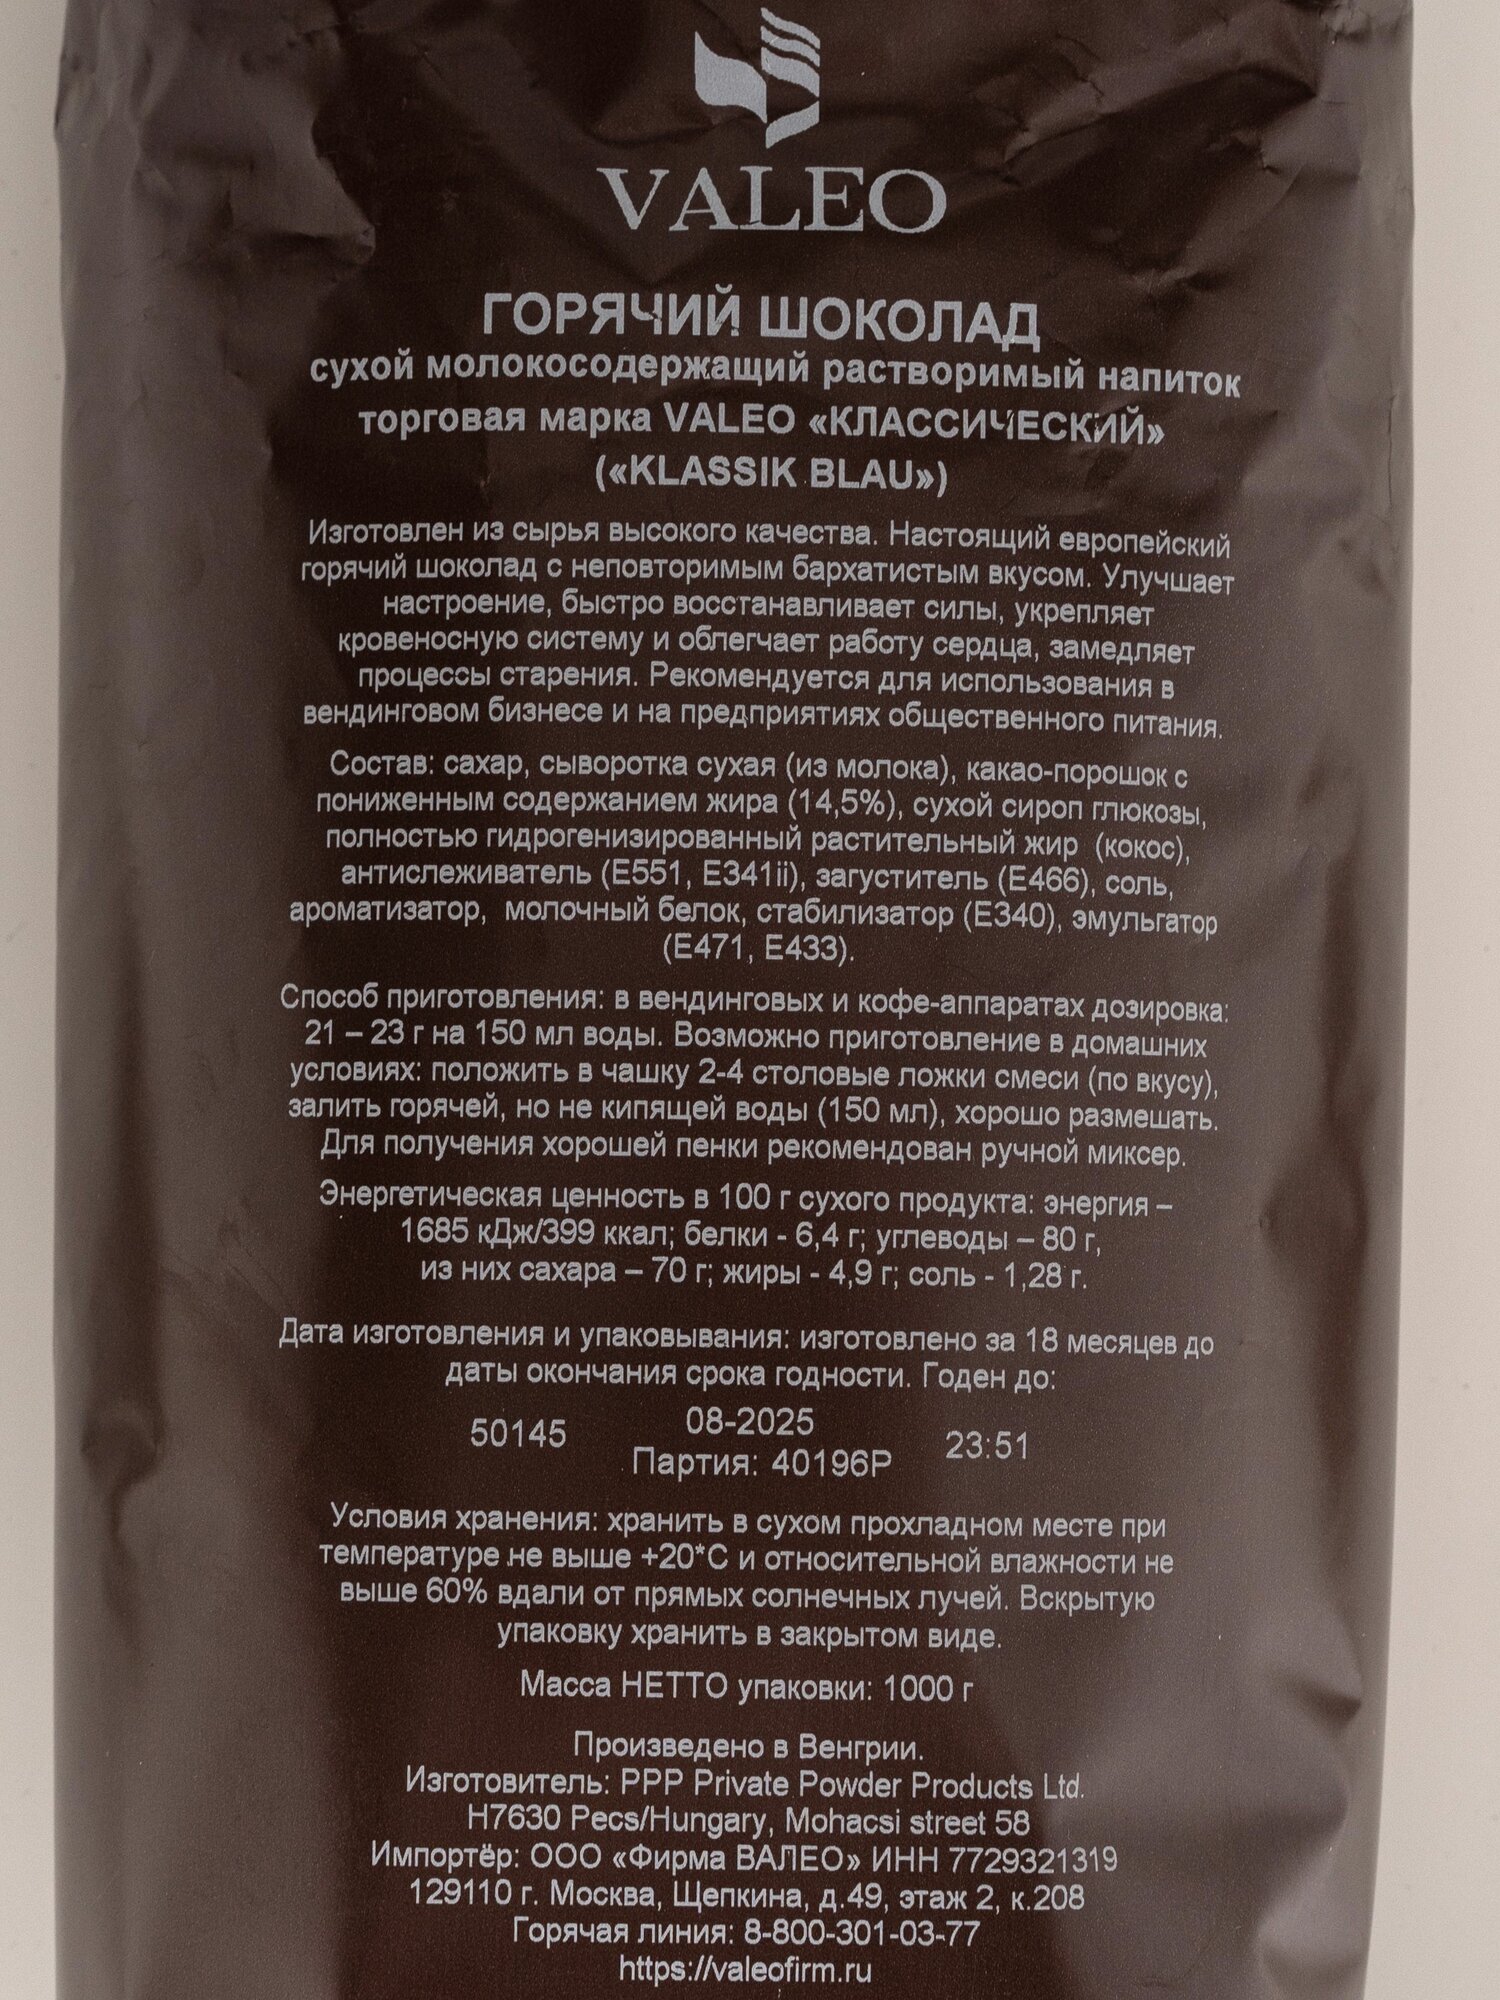 VALEO
ГОРЯЧИЙ ШОКОЛАД
сухой молокосодержащий растворимый напиток
торговая марка VALEO «КЛАССИЧЕСКИЙ»
(«KLASSIK BLAU»)
Изготовлен из сырья высокого качества. Настоящий европейский
горячий шоколад с неповторимым бархатистым вкусом. Улучшает
настроение, быстро восстанавливает силы, укрепляет
кровеносную систему и облегчает работу сердца, замедляет
процессы старения. Рекомендуется для использования в
вендинговом бизнесе и на предприятиях общественного питания.
Состав: сахар, сыворотка сухая (из молока), какао-порошок с
пониженным содержанием жира (14,5%), сухой сироп глюкозы,
полностью гидрогенизированный растительный жир (кокос),
антислеживатель (Е551, Е341ii), загуститель (Е466), соль,
ароматизатор, молочный белок, стабилизатор (Е340), эмульгатор
(Е471, Е433).
Способ приготовления: в вендинговых и кофе-аппаратах дозировка:
21 – 23 г на 150 мл воды. Возможно приготовление в домашних
условиях: положить в чашку 2-4 столовые ложки смеси (по вкусу),
залить горячей, но не кипящей воды (150 мл), хорошо размешать.
Для получения хорошей пенки рекомендован ручной миксер.
Энергетическая ценность в 100 г сухого продукта: энергия –
1685 кДж/399 ккал; белки - 6,4 г; углеводы – 80 г,
из них сахара – 70 г; жиры - 4,9 г; соль - 1,28 г.
Дата изготовления и упаковывания: изготовлено за 18 месяцев до
даты окончания срока годности. Годен до:
50145 08-2025 23:51
Партия: 40196P
Условия хранения: хранить в сухом прохладном месте при
температуре не выше +20*С и относительной влажности не
выше 60% вдали от прямых солнечных лучей. Вскрытую
упаковку хранить в закрытом виде.
Масса НЕТТО упаковки: 1000 г
Произведено в Венгрии.
Изготовитель: PPP Private Powder Products Ltd.
H7630 Pecs/Hungary, Mohacsi street 58
Импортёр: ООО «Фирма ВАЛЕО» ИНН 7729321319
129110 г. Москва, Щепкина, д.49, этаж 2, к.208
Горячая линия: 8-800-301-03-77
https://valeofirm.ru